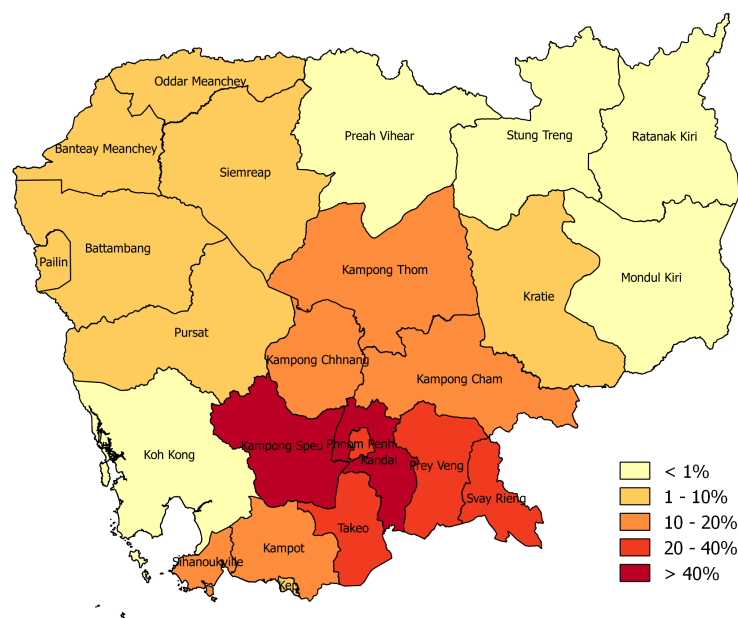 Oddar Meanchey
Banteay Meanchey
Siemreap
Preah Vihear
Stung Treng
Ratanak Kiri
Battambang
Pailin
Kampong Thom
Kratie
Mondul Kiri
Pursat
Kampong Chhnang
Kampong Cham
Koh Kong
Kampong Speu
Phnom Penh
Kandal
Prey Veng
Svay Rieng
Takeo
Kampot
Sihanoukville
Kep
< 1%
1 - 10%
10 - 20%
20 - 40%
> 40%